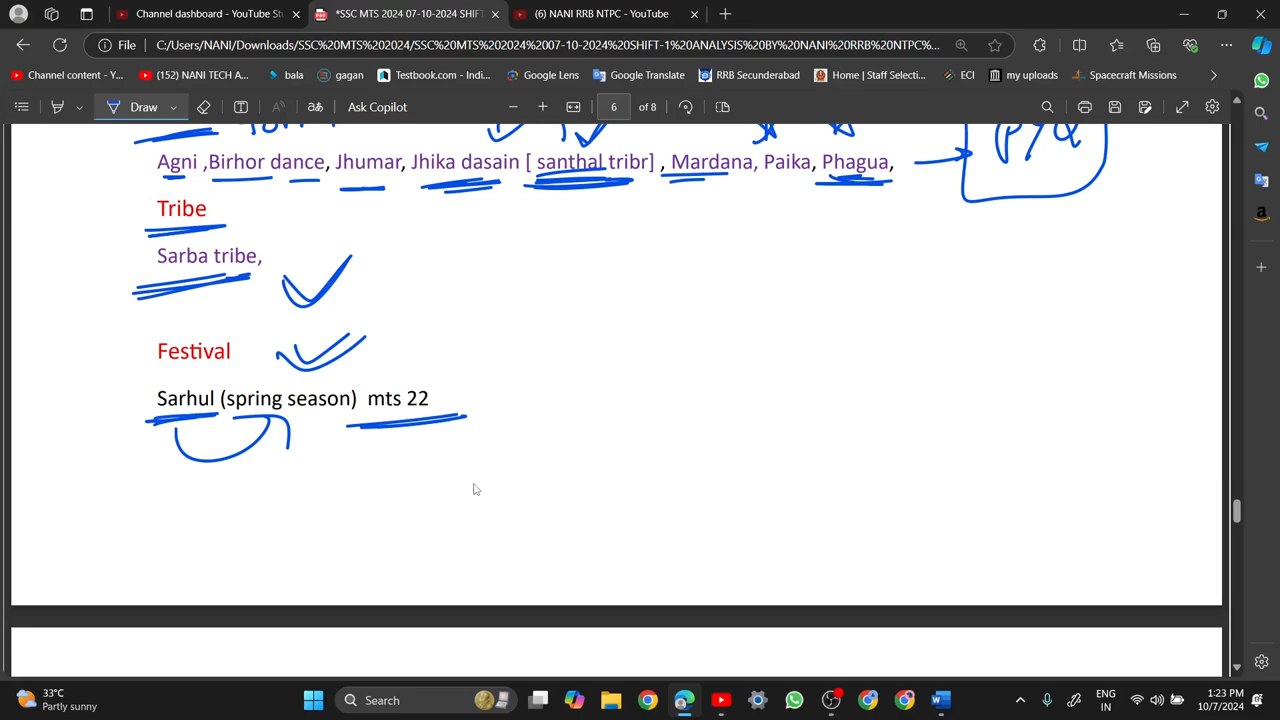 Channel dashboard - YouTube St
*SSC MTS 2024 07-10-2024 SHIFT
(6) NANI RRB NTPC - YouTube
File C:/Users/NANI/Downloads/SSC%20MTS%202024/SSC%20MTS%202024%2007-10-2024%20SHIFT-1%20ANALYSIS%20BY%20NANI%20RRB%20NTPC%...
Channel content - Y... (152) NANI TECH A... bala gagan Testbook.com - Indi... Google Lens Google Translate RRB Secunderabad Home | Staff Selecti... ECI my uploads Spacecraft Missions
Draw aあ Ask Copilot 6 of 8
Agni ,Birhor dance, Jhumar, Jhika dasain [ santhal tribr] , Mardana, Paika, Phagua,
Tribe
Sarba tribe,
Festival
Sarhul (spring season) mts 22
33°C
Partly sunny
Search
ENG
IN
1:23 PM
10/7/2024